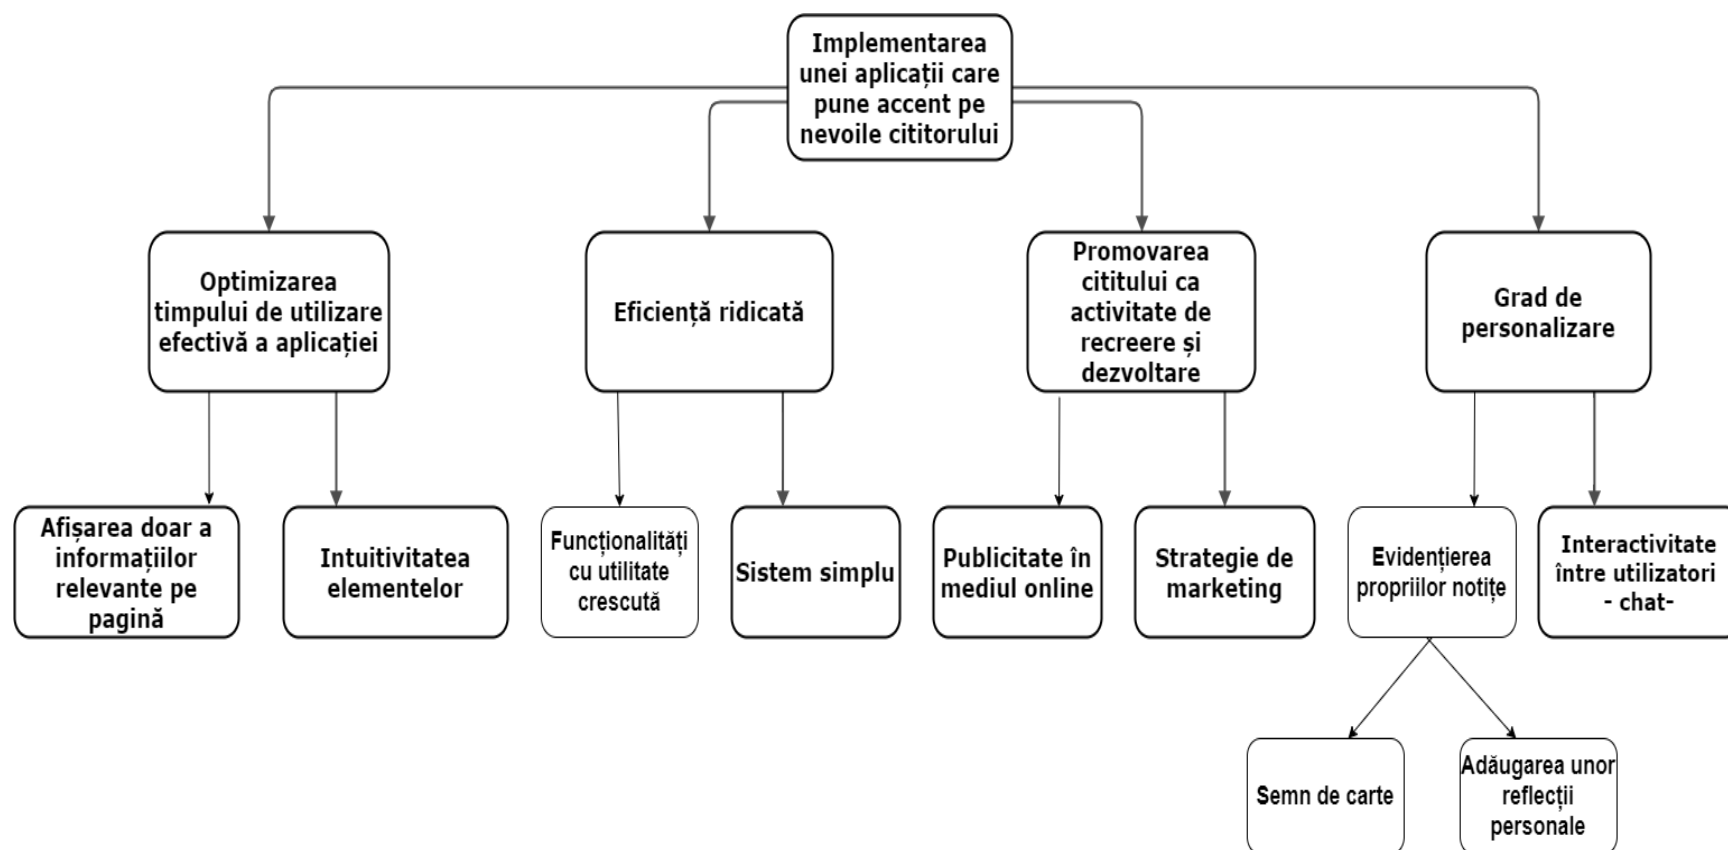 Implementarea
unei aplicații care
pune accent pe
nevoile cititorului
Optimizarea
timpului de utilizare
efectivă a aplicației
Eficiență ridicată
Promovarea
cititului ca
activitate de
recreere și
dezvoltare
Grad de
personalizare
Afișarea doar a
informațiilor
relevante pe
pagină
Intuitivitatea
elementelor
Funcționalități
cu utilitate
crescută
Sistem simplu
Publicitate în
mediul online
Strategie de
marketing
Evidențierea
propriilor notițe
Interactivitate
între utilizatori
- chat-
Semn de carte
Adăugarea unor
reflecții
personale